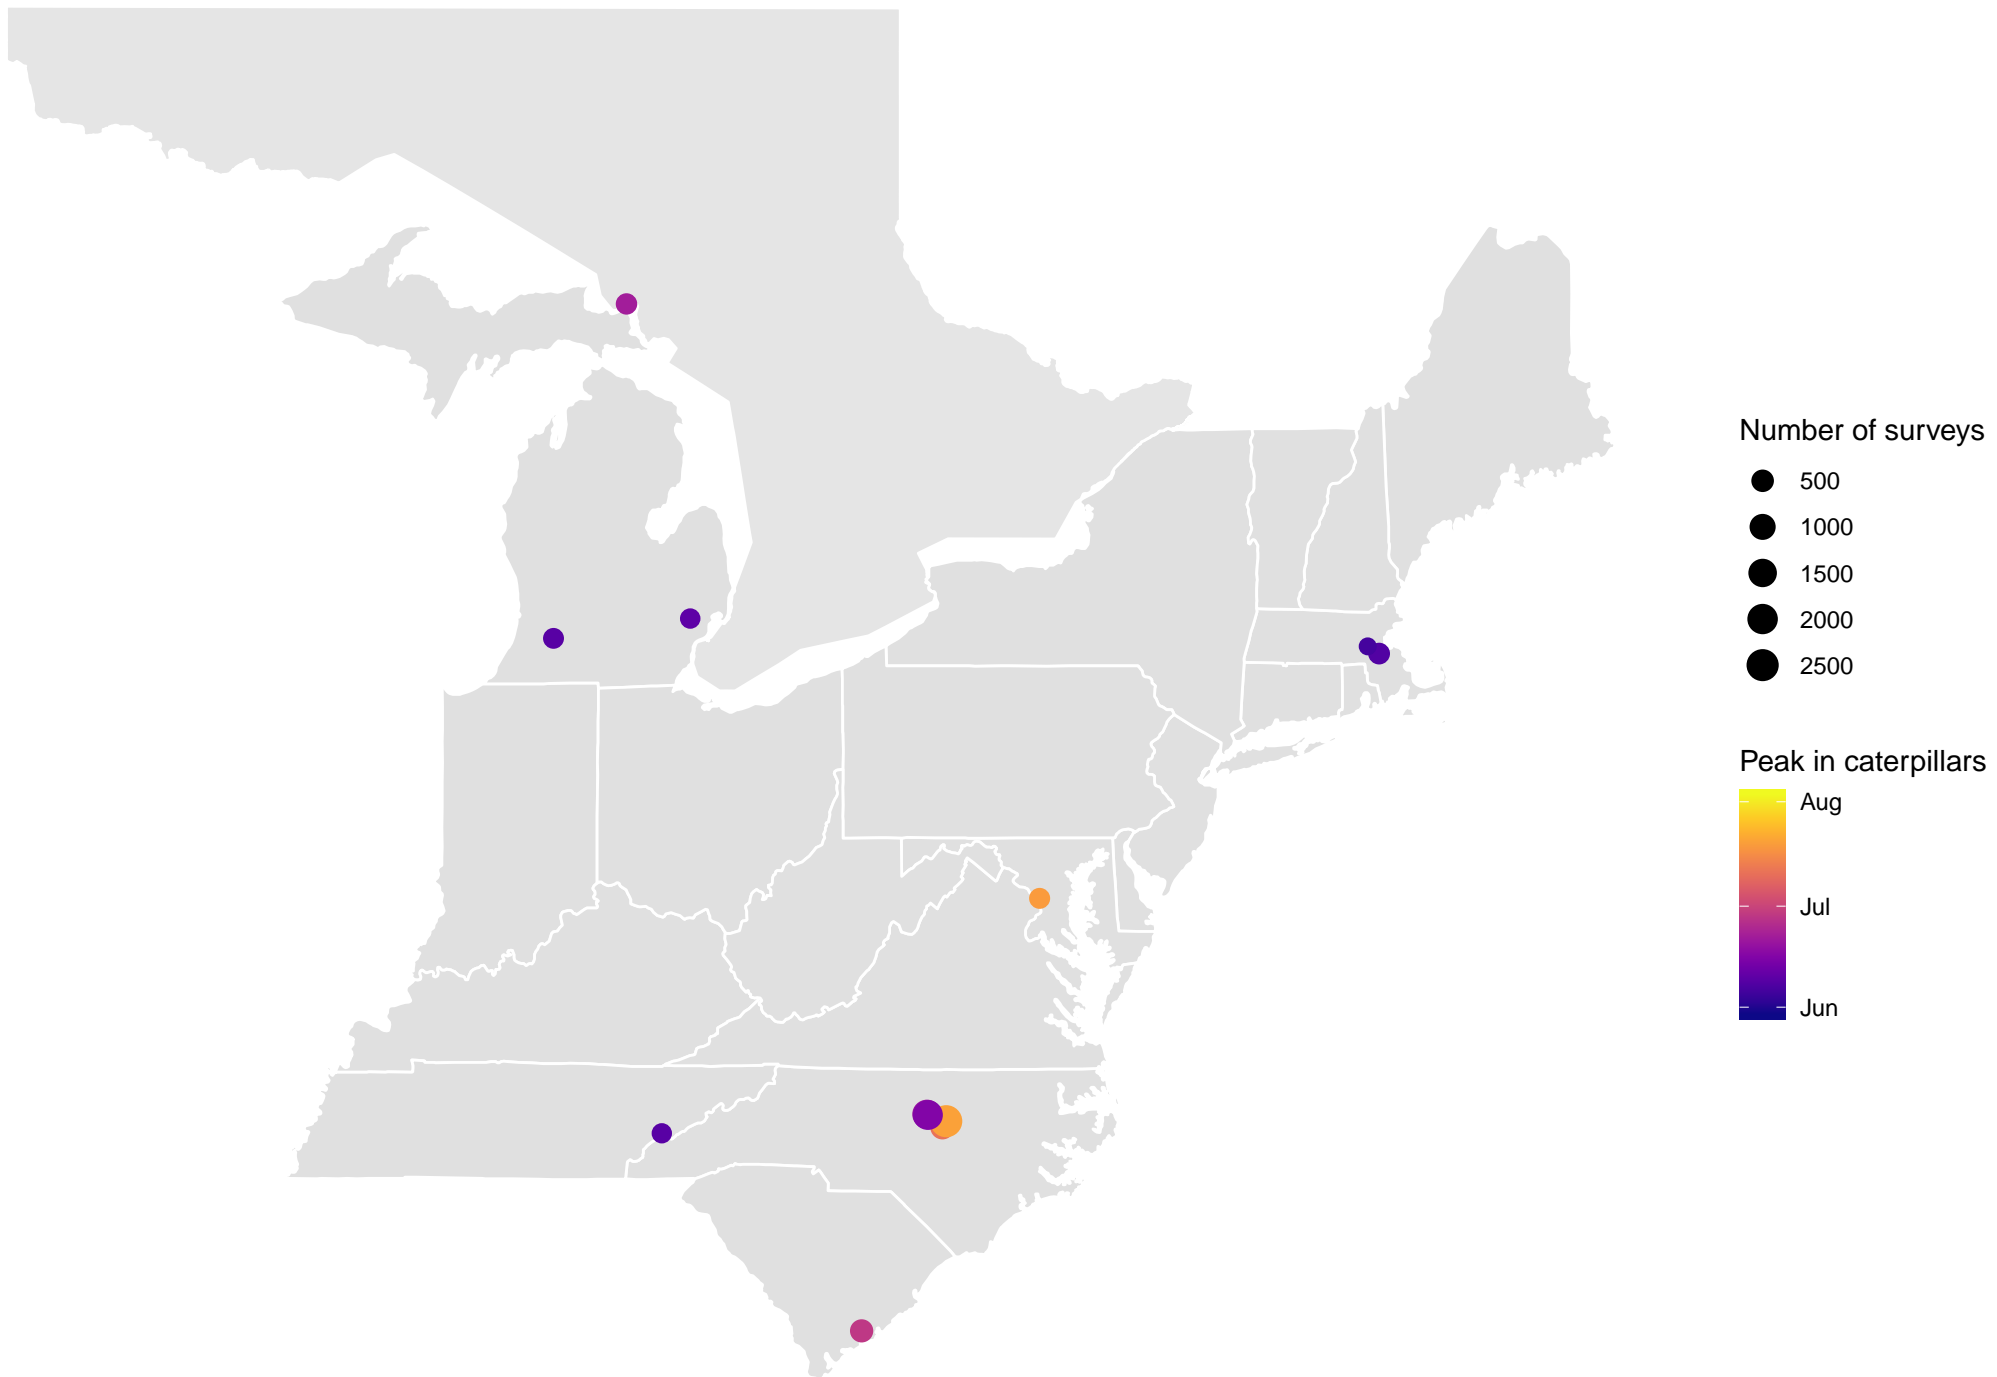 Number of surveys
500
1000
1500
2000
2500
Peak in caterpillars
Aug
Jul
Jun